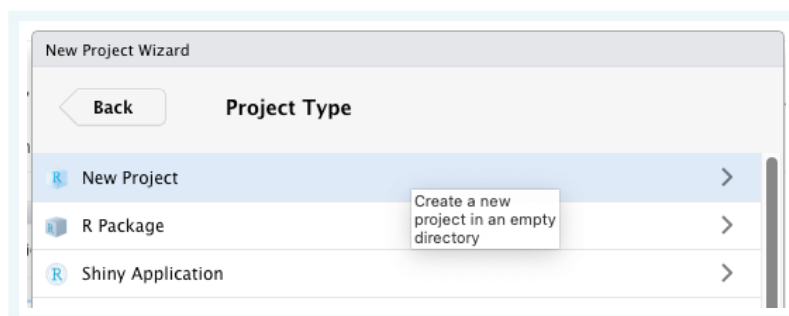 New Project Wizard
Back
Project Type
R New Project
Create a new
project in an empty
directory
R R Package
R Shiny Application